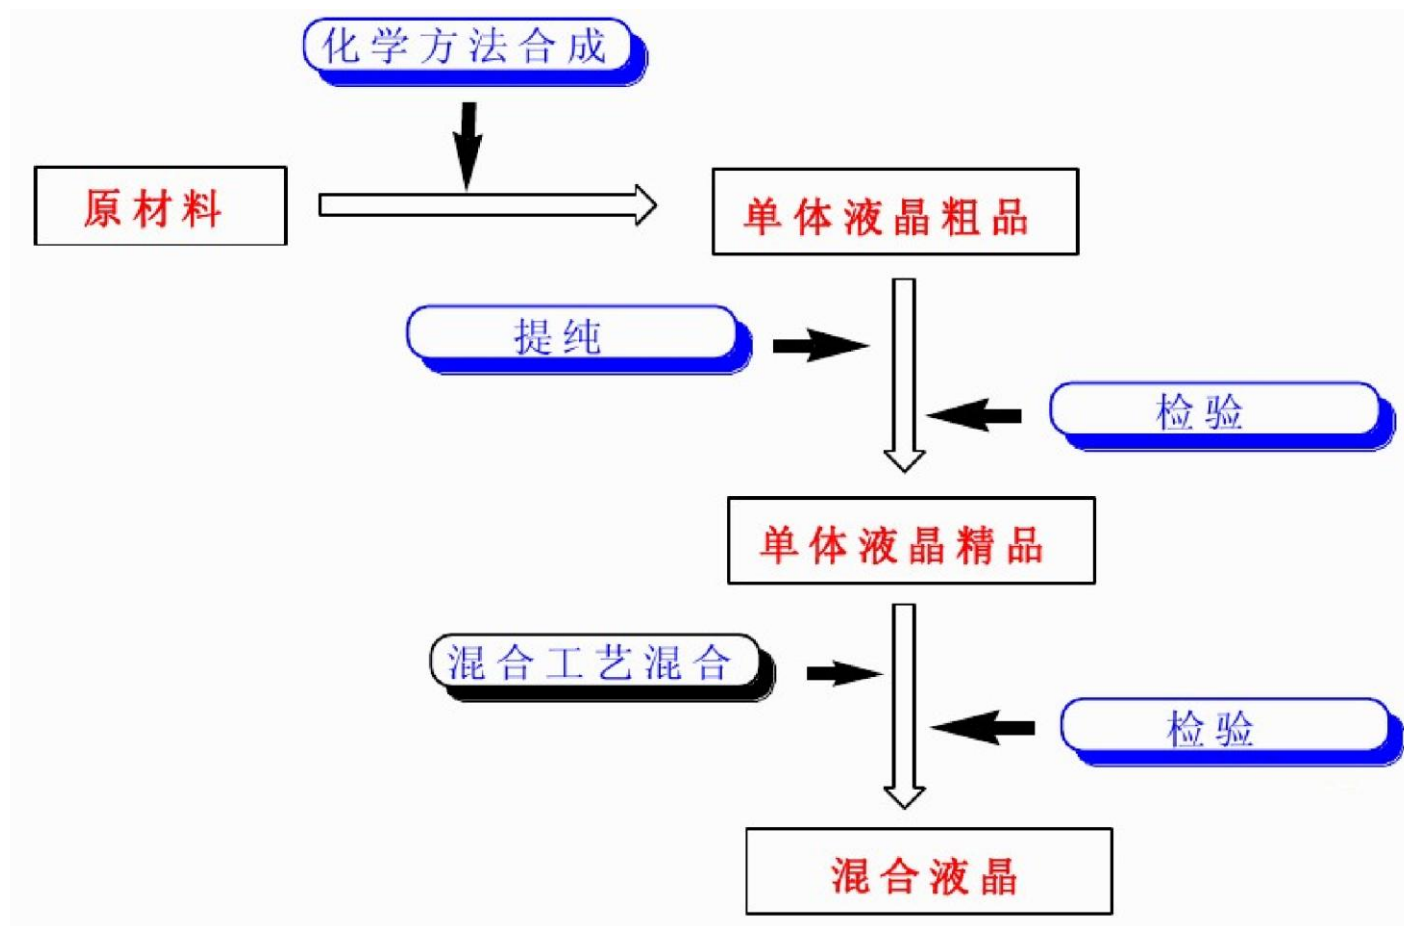 化学方法合成
原材料
单体液晶粗品
提纯
检验
单体液晶精品
混合工艺混合
检验
混合液晶